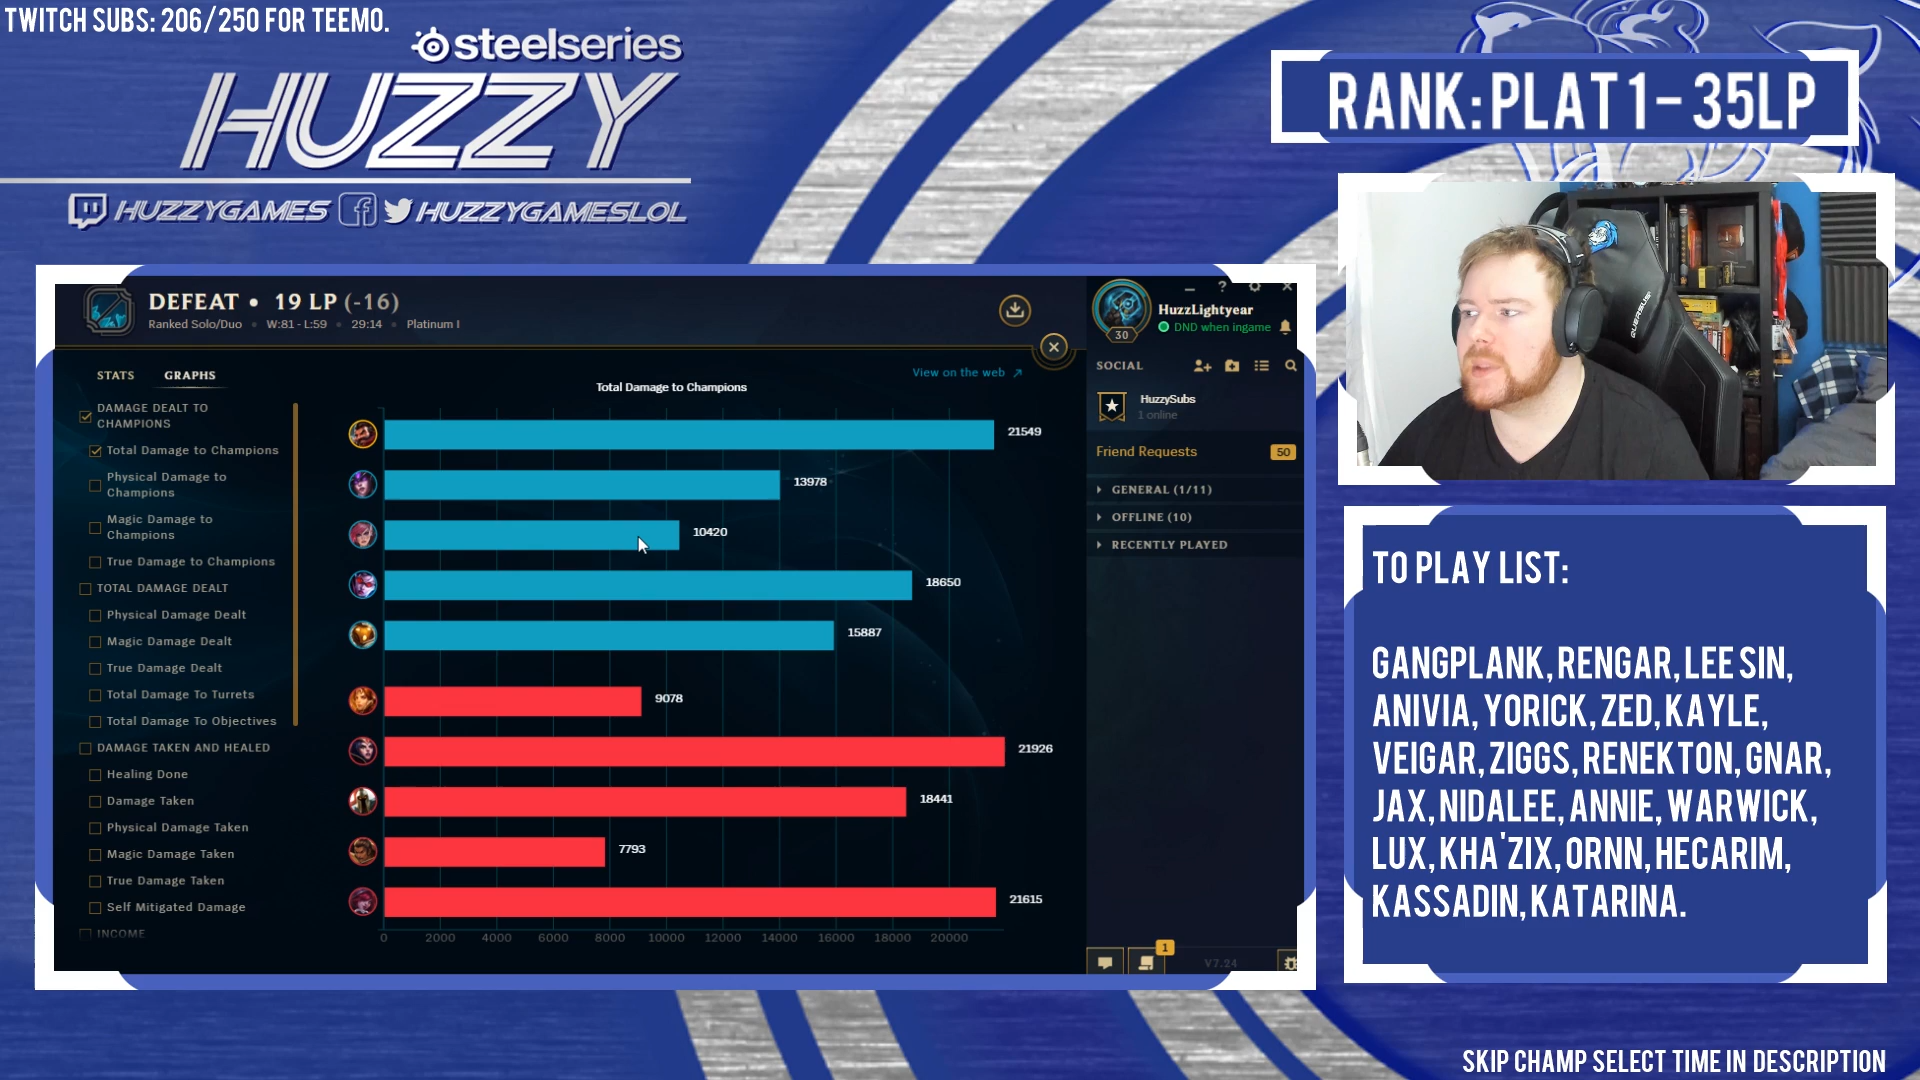 TWITCH SUBS: 206/250 FOR TEEMO.
steelseries
HUZZY
HUZZYGAMES HUZZYGAMESLOL
RANK: PLAT 1 - 35LP
DEFEAT • 19 LP (-16)
Ranked Solo/Duo • W:81 - L:59 • 29:14 • Platinum I
STATS GRAPHS
View on the web
Total Damage to Champions
DAMAGE DEALT TO
CHAMPIONS
Total Damage to Champions
Physical Damage to
Champions
Magic Damage to
Champions
True Damage to Champions
TOTAL DAMAGE DEALT
Physical Damage Dealt
Magic Damage Dealt
True Damage Dealt
Total Damage To Turrets
Total Damage To Objectives
DAMAGE TAKEN AND HEALED
Healing Done
Damage Taken
Physical Damage Taken
Magic Damage Taken
True Damage Taken
Self Mitigated Damage
INCOME
21549
13978
10420
18650
15887
9078
21926
18441
7793
21615
0 2000 4000 6000 8000 10000 12000 14000 16000 18000 20000
HuzzLightyear
DND when ingame
30
SOCIAL
HuzzySubs
1 online
Friend Requests 50
GENERAL (1/11)
OFFLINE (10)
RECENTLY PLAYED
1
V7.24
TO PLAY LIST:
GANGPLANK, RENGAR, LEE SIN,
ANIVIA, YORICK, ZED, KAYLE,
VEIGAR, ZIGGS, RENEKTON, GNAR,
JAX, NIDALEE, ANNIE, WARWICK,
LUX, KHA'ZIX, ORNN, HECARIM,
KASSADIN, KATARINA.
SKIP CHAMP SELECT TIME IN DESCRIPTION